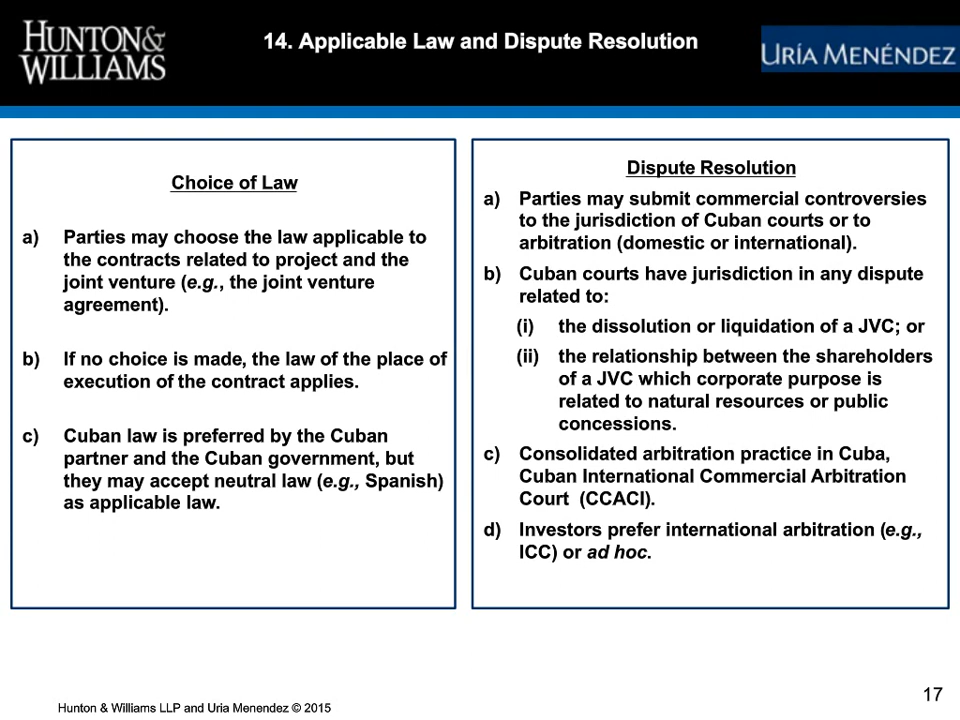 HUNTON&
WILLIAMS
14. Applicable Law and Dispute Resolution
URÍA MENÉNDEZ
Choice of Law
a) Parties may choose the law applicable to
the contracts related to project and the
joint venture (e.g., the joint venture
agreement).
b) If no choice is made, the law of the place of
execution of the contract applies.
c) Cuban law is preferred by the Cuban
partner and the Cuban government, but
they may accept neutral law (e.g., Spanish)
as applicable law.
Dispute Resolution
a) Parties may submit commercial controversies
to the jurisdiction of Cuban courts or to
arbitration (domestic or international).
b) Cuban courts have jurisdiction in any dispute
related to:
(i) the dissolution or liquidation of a JVC; or
(ii) the relationship between the shareholders
of a JVC which corporate purpose is
related to natural resources or public
concessions.
c) Consolidated arbitration practice in Cuba,
Cuban International Commercial Arbitration
Court (CCACI).
d) Investors prefer international arbitration (e.g.,
ICC) or ad hoc.
Hunton & Williams LLP and Uria Menendez © 2015
17